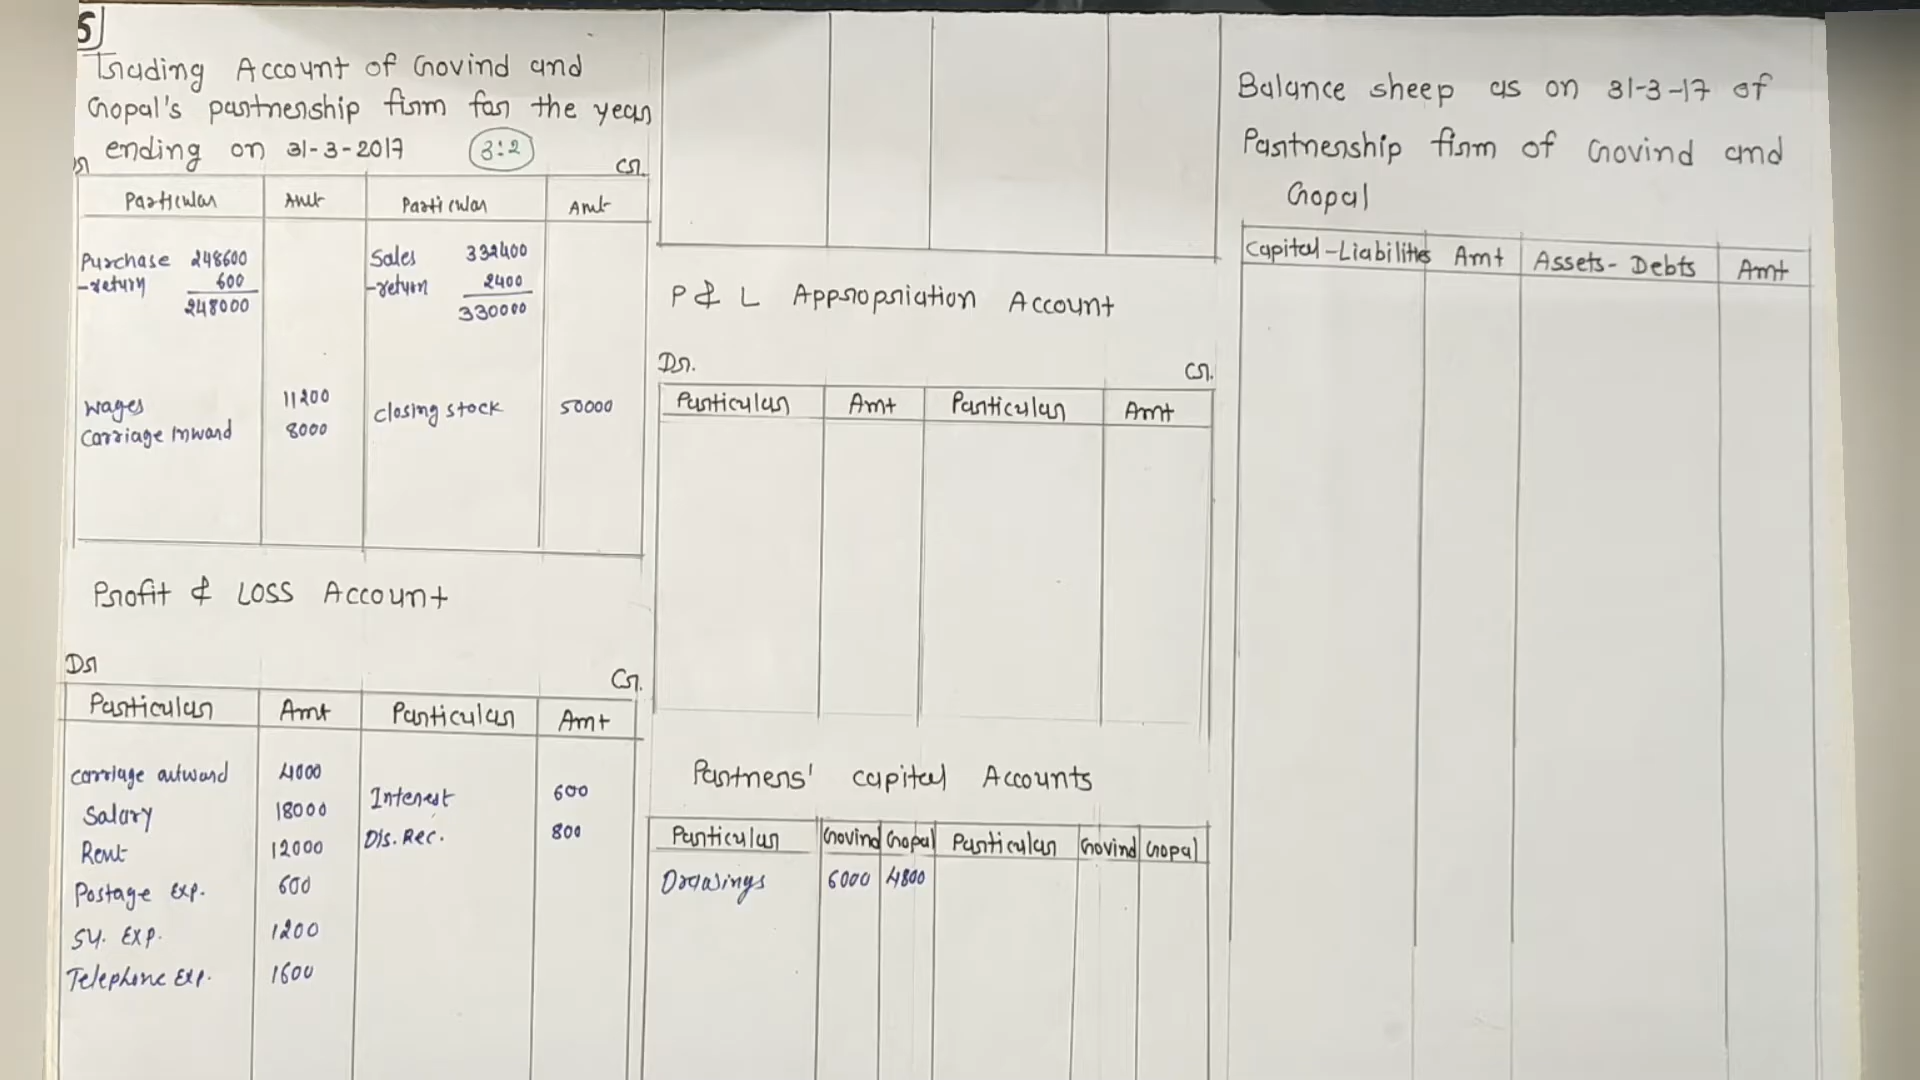 5
Trading Account of Govind and
Gopal's partnership firm for the year
ending on 31-3-2017 3:2
Dr Cr.
Particular Amt Particular Amt
Purchase 248600 Sales 332400
-return 600 -return 2400
248000 330000
wages 11200 closing stock 50000
Carriage Inward 8000
Profit & LOSS Account
Dr Cr.
Particular Amt Particular Amt
carriage outward 4000 Interest 600
Salary 18000 Dis. Rec. 800
Rent 12000
Postage Exp. 600
Sy. Exp. 1200
Telephone Exp. 1600
P & L Appropriation Account
Dr. Cr.
Particular Amt Particular Amt
Partners' capital Accounts
Particular Govind Gopal Particular Govind Gopal
Drawings 6000 4800
Balance sheep as on 31-3-17 of
Partnership firm of Govind and
Gopal
Capital-Liabilities Amt Assets- Debts Amt